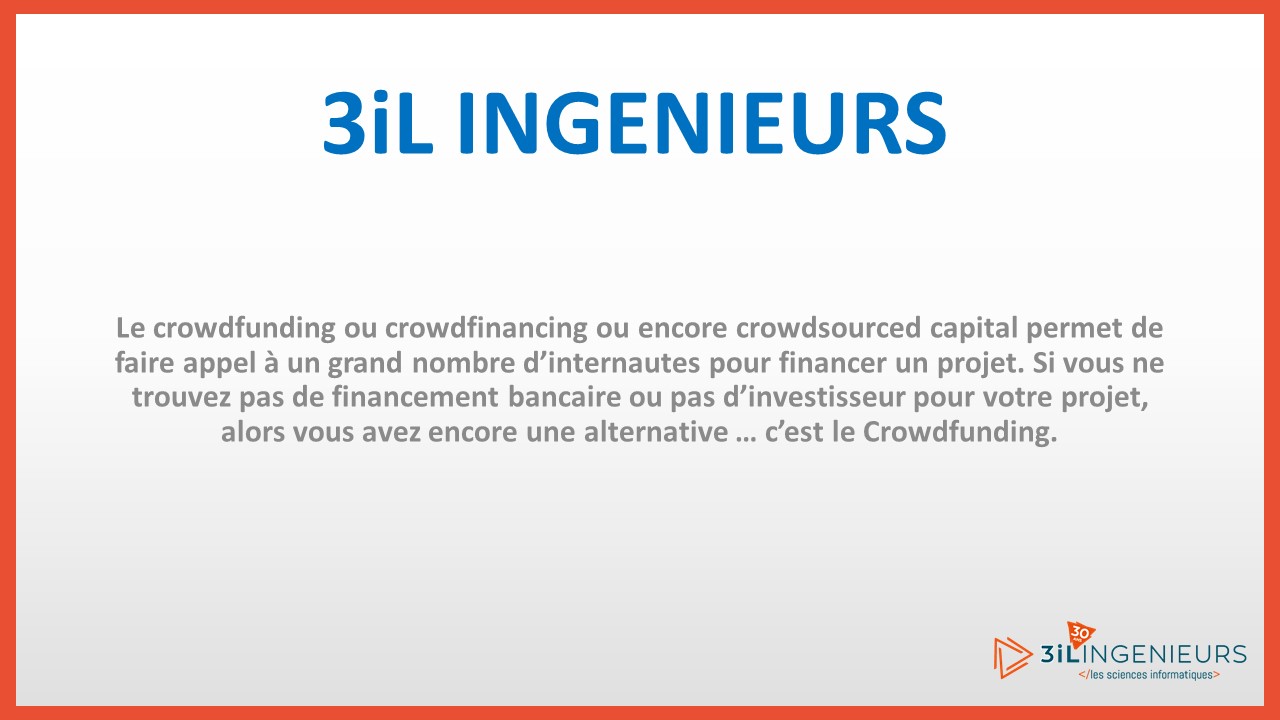 3iL INGENIEURS
Le crowdfunding ou crowdfinancing ou encore crowdsourced capital permet de
faire appel à un grand nombre d’internautes pour financer un projet. Si vous ne
trouvez pas de financement bancaire ou pas d’investisseur pour votre projet,
alors vous avez encore une alternative … c’est le Crowdfunding.
30
3iLINGENIEURS
</les sciences informatiques>